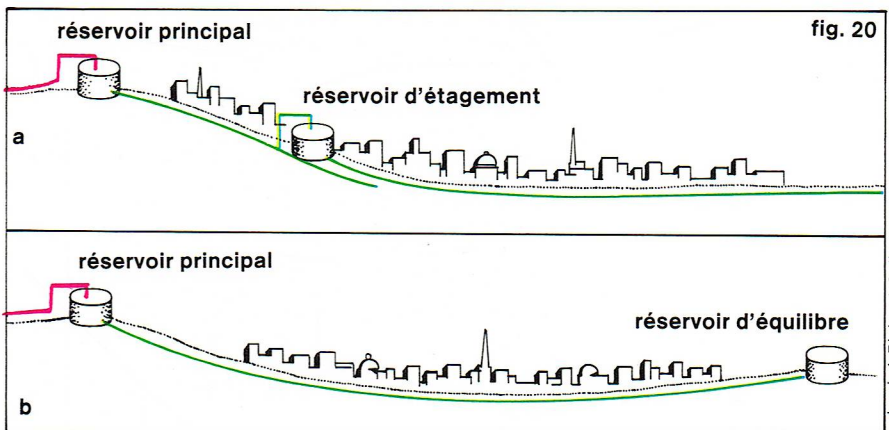 réservoir principal
fig. 20
réservoir d'étagement
a
réservoir principal
réservoir d'équilibre
b